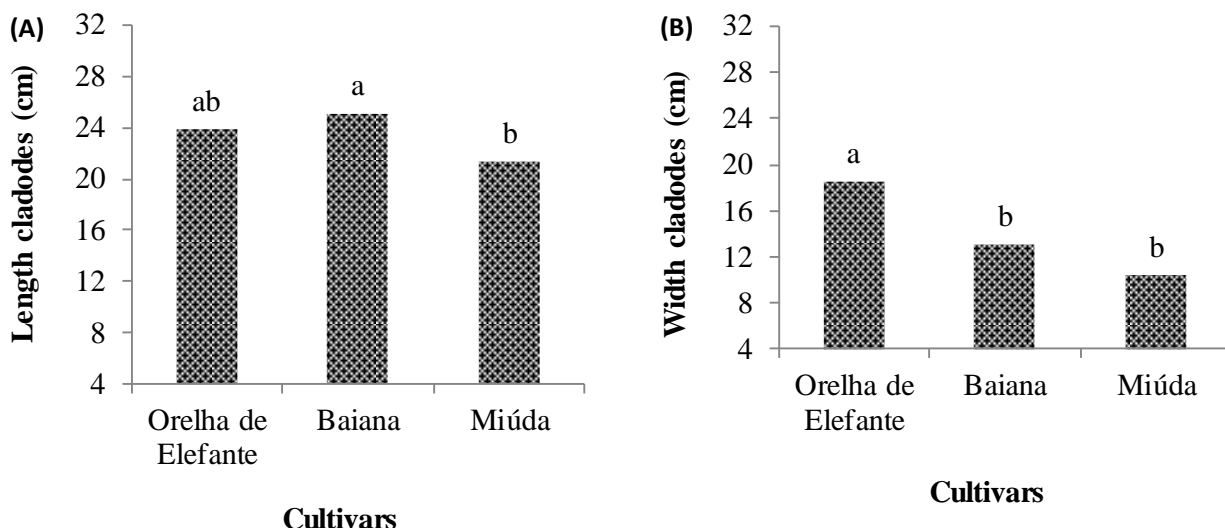 (A)
Length cladodes (cm)
32
28
24
20
16
12
8
4
ab
a
b
Orelha de
Elefante
Baiana
Miúda
Cultivars
(B)
Width cladodes (cm)
32
28
24
20
16
12
8
4
a
b
b
Orelha de
Elefante
Baiana
Miúda
Cultivars